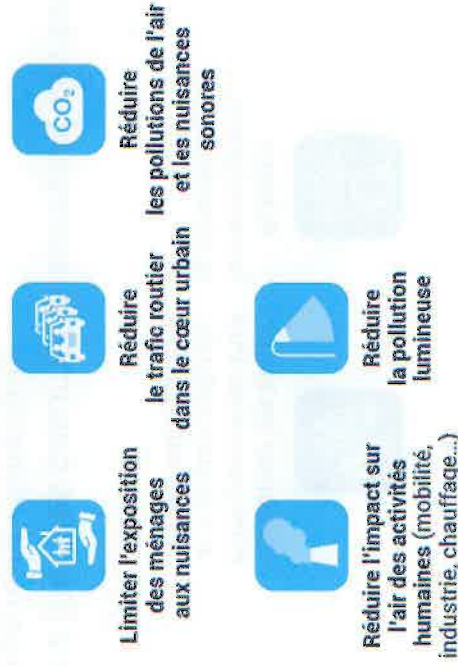 Limiter l'exposition
des ménages
aux nuisances
Réduire
le trafic routier
dans le cœur urbain
CO₂
Réduire
les pollutions de l'air
et les nuisances
sonores
Réduire l'impact sur
l'air des activités
humaines (mobilité,
industrie, chauffage...)
Réduire
la pollution
lumineuse